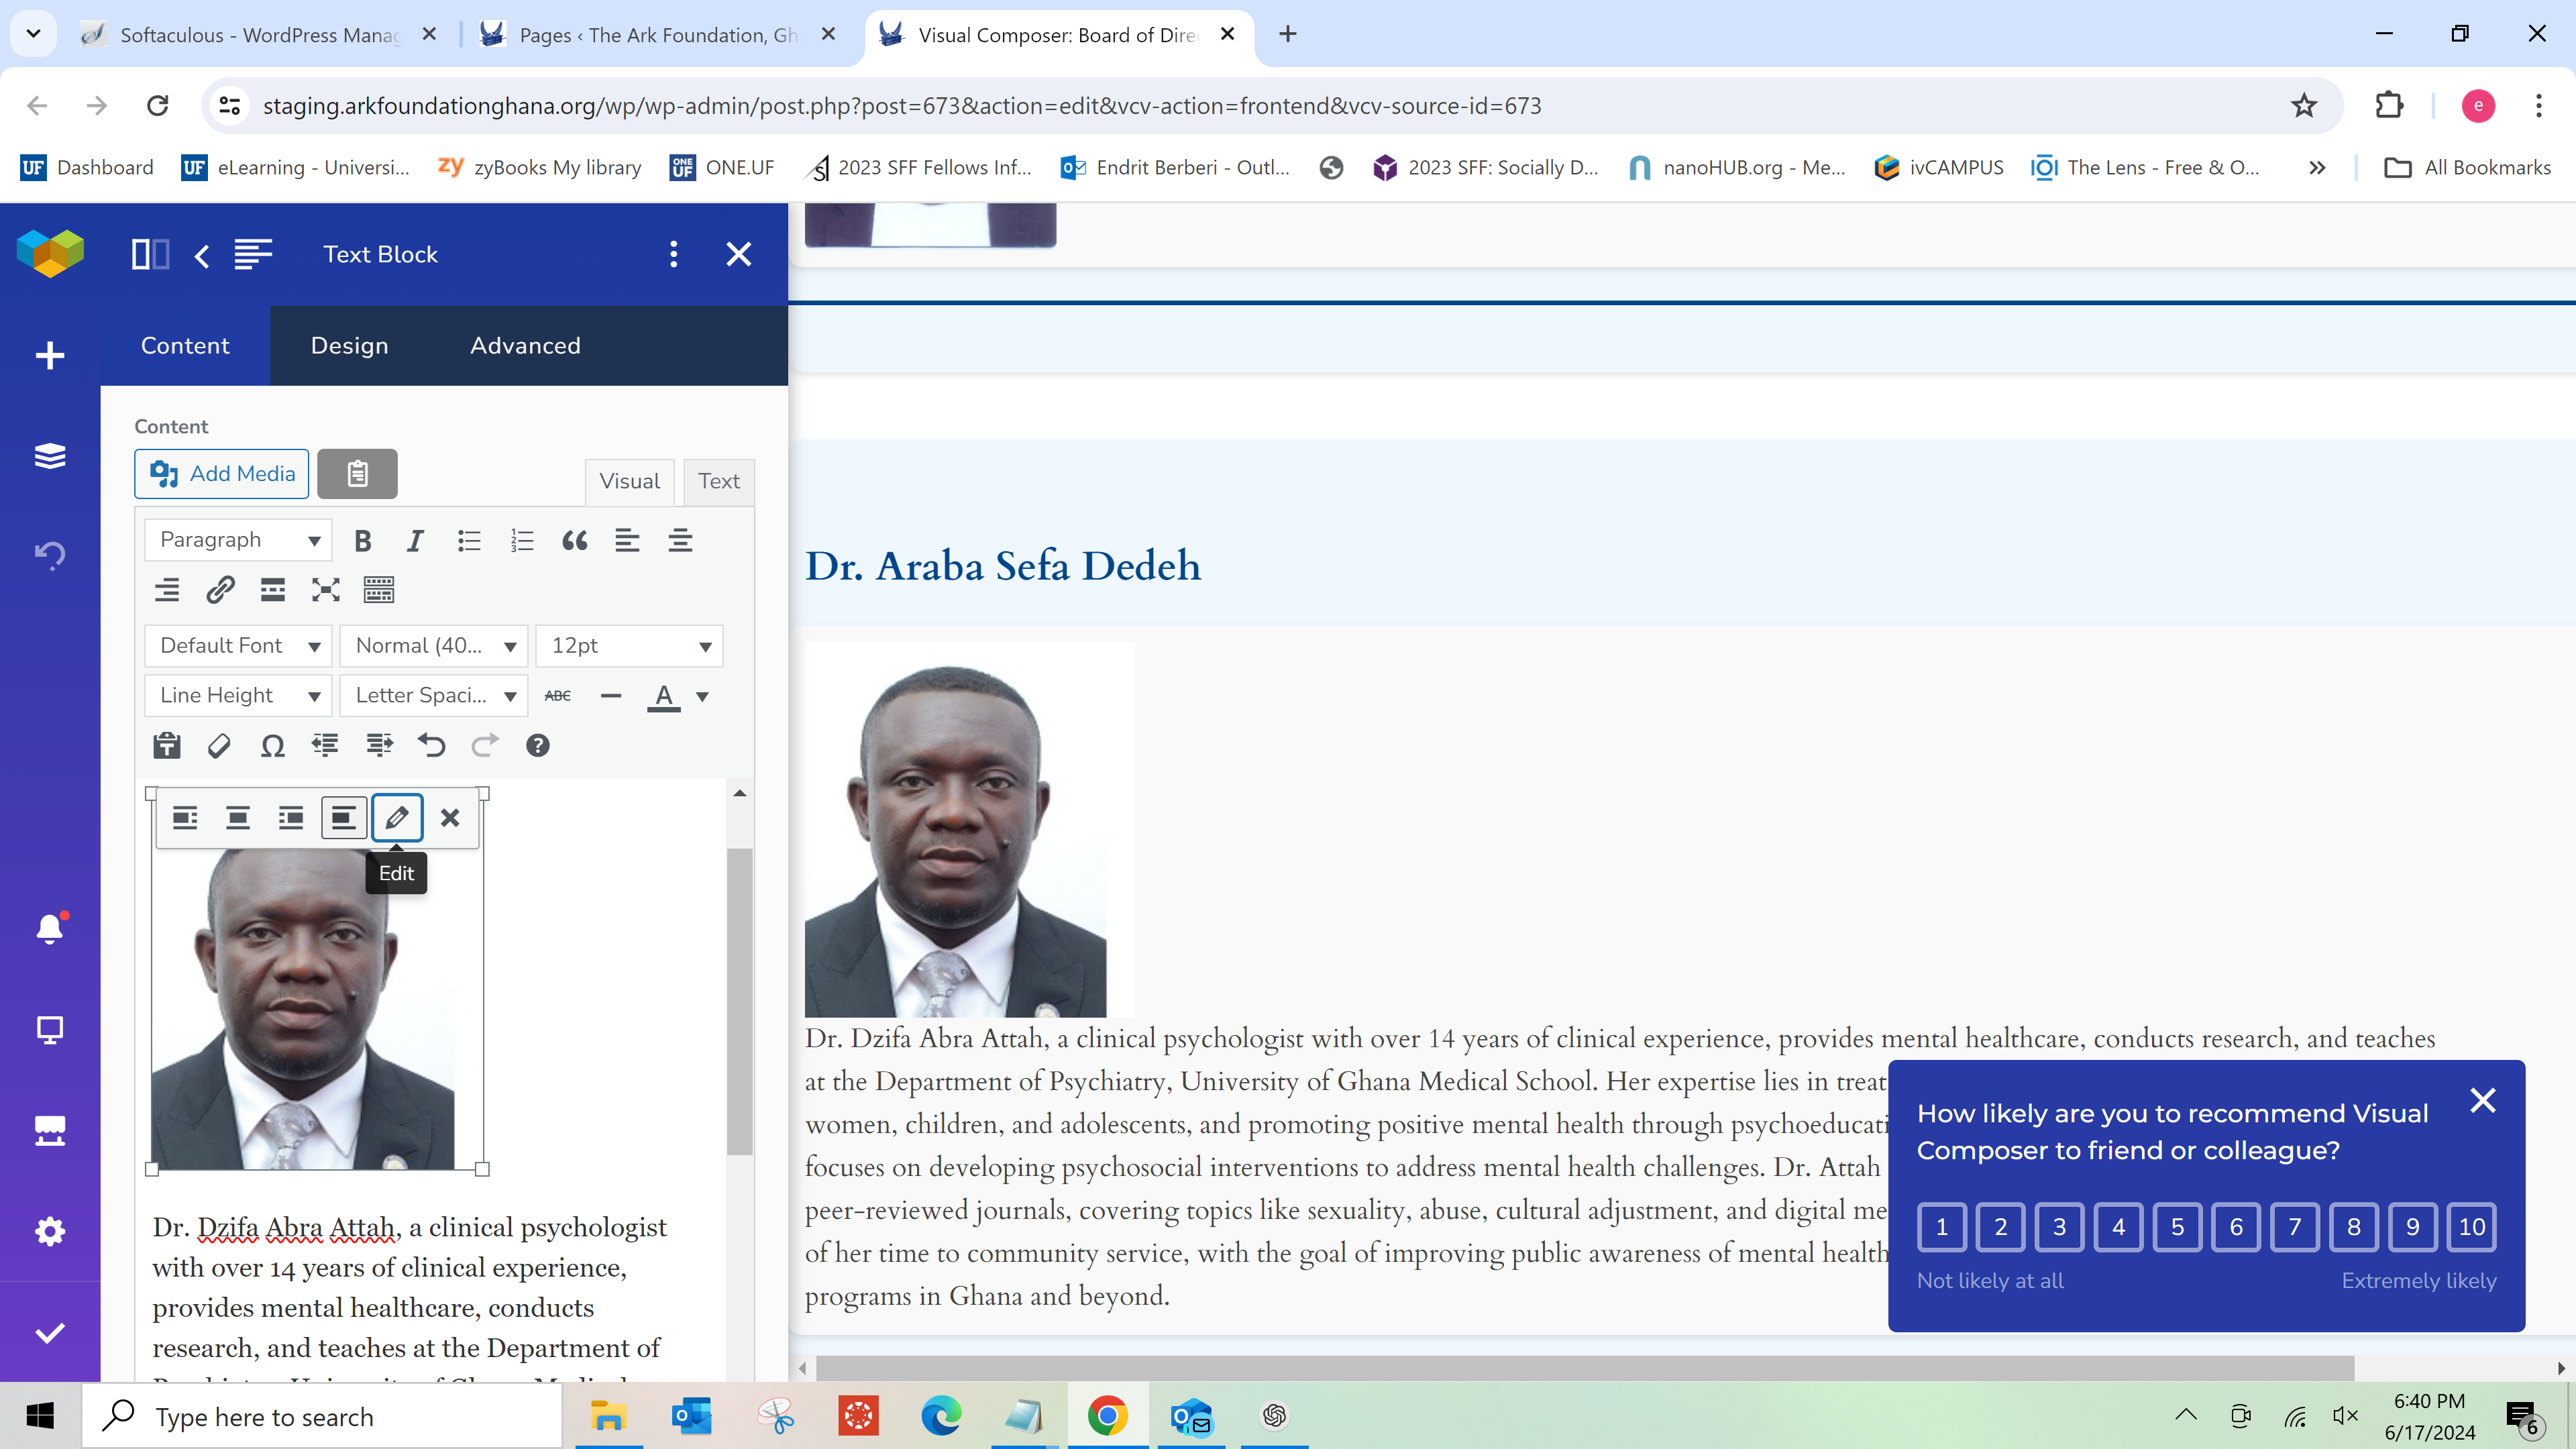 Softaculous - WordPress Manag
Pages ‹ The Ark Foundation, Gh
Visual Composer: Board of Dire
staging.arkfoundationghana.org/wp/wp-admin/post.php?post=673&action=edit&vcv-action=frontend&vcv-source-id=673
e
UF Dashboard
UF eLearning - Universi...
zy zyBooks My library
ONE UF ONE.UF
2023 SFF Fellows Inf...
Endrit Berberi - Outl...
2023 SFF: Socially D...
nanoHUB.org - Me...
ivCAMPUS
The Lens - Free & O...
»
All Bookmarks
Text Block
Content
Design
Advanced
Content
Add Media
Visual
Text
Paragraph
B I
Default Font
Normal (40...
12pt
Line Height
Letter Spaci...
ABC
A
Ω
Edit
Dr. Dzifa Abra Attah, a clinical psychologist
with over 14 years of clinical experience,
provides mental healthcare, conducts
research, and teaches at the Department of
Dr. Araba Sefa Dedeh
Dr. Dzifa Abra Attah, a clinical psychologist with over 14 years of clinical experience, provides mental healthcare, conducts research, and teaches
at the Department of Psychiatry, University of Ghana Medical School. Her expertise lies in treat
women, children, and adolescents, and promoting positive mental health through psychoeducati
focuses on developing psychosocial interventions to address mental health challenges. Dr. Attah
peer-reviewed journals, covering topics like sexuality, abuse, cultural adjustment, and digital me
of her time to community service, with the goal of improving public awareness of mental health
programs in Ghana and beyond.
How likely are you to recommend Visual
Composer to friend or colleague?
1 2 3 4 5 6 7 8 9 10
Not likely at all
Extremely likely
Type here to search
6:40 PM
6/17/2024
6